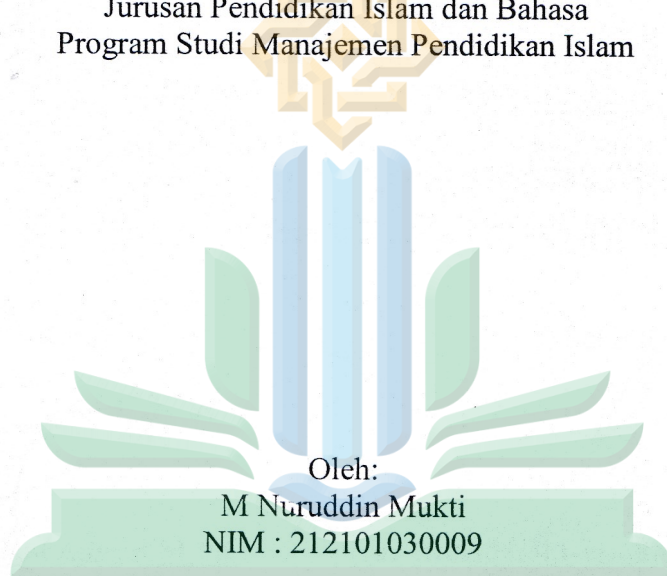 Jurusan Pendidikan Islam dan Bahasa
Program Studi Manajemen Pendidikan Islam
Oleh:
M Nuruddin Mukti
NIM : 212101030009